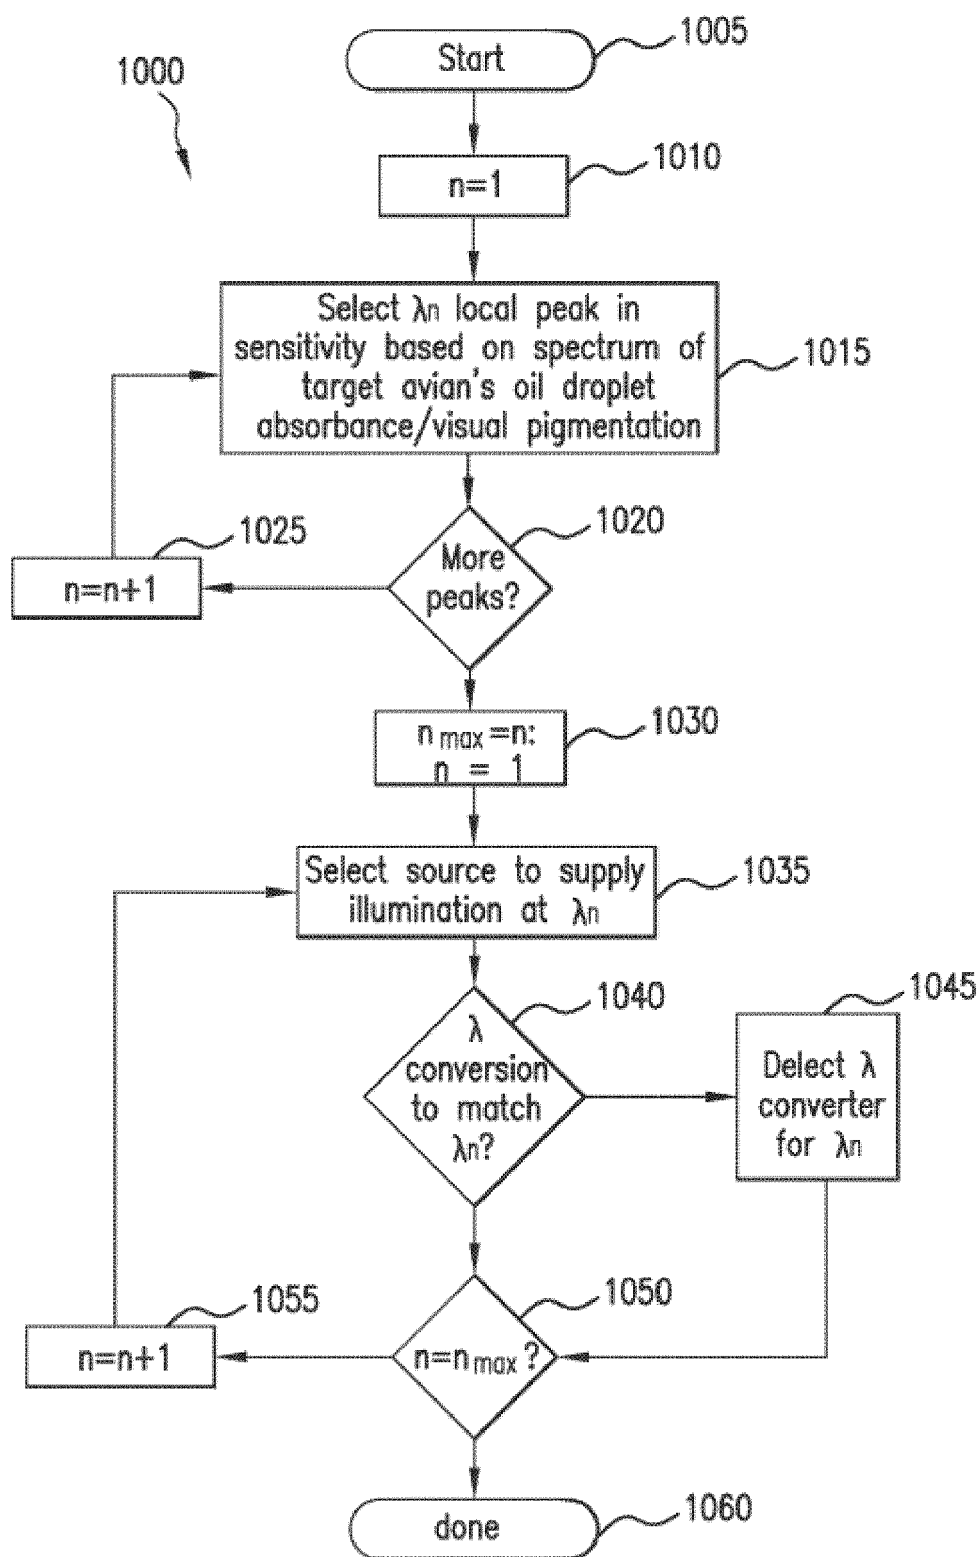 Start
1005
1000
n=1
1010
Select λn local peak in
sensitivity based on spectrum of
target avian's oil droplet
absorbance/visual pigmentation
1015
More
peaks?
1020
n=n+1
1025
n max =n:
n = 1
1030
Select source to supply
illumination at λn
1035
λ
conversion
to match
λn?
1040
Delect λ
converter
for λn
1045
n=n max ?
1050
n=n+1
1055
done
1060